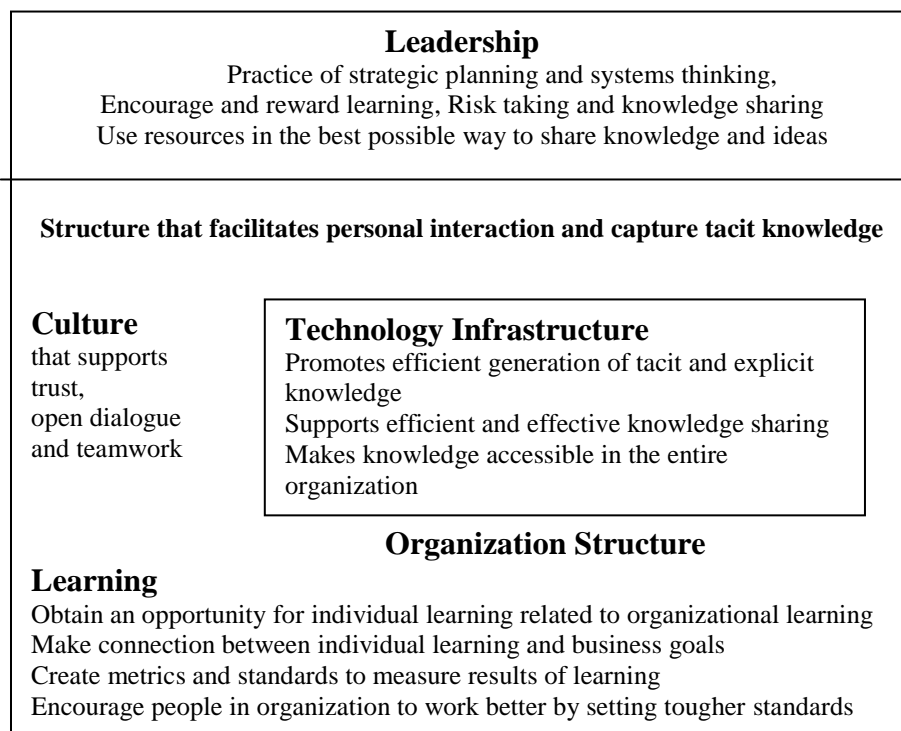 Leadership
Practice of strategic planning and systems thinking,
Encourage and reward learning, Risk taking and knowledge sharing
Use resources in the best possible way to share knowledge and ideas
Structure that facilitates personal interaction and capture tacit knowledge
Culture
that supports
trust,
open dialogue
and teamwork
Technology Infrastructure
Promotes efficient generation of tacit and explicit
knowledge
Supports efficient and effective knowledge sharing
Makes knowledge accessible in the entire
organization
Organization Structure
Learning
Obtain an opportunity for individual learning related to organizational learning
Make connection between individual learning and business goals
Create metrics and standards to measure results of learning
Encourage people in organization to work better by setting tougher standards